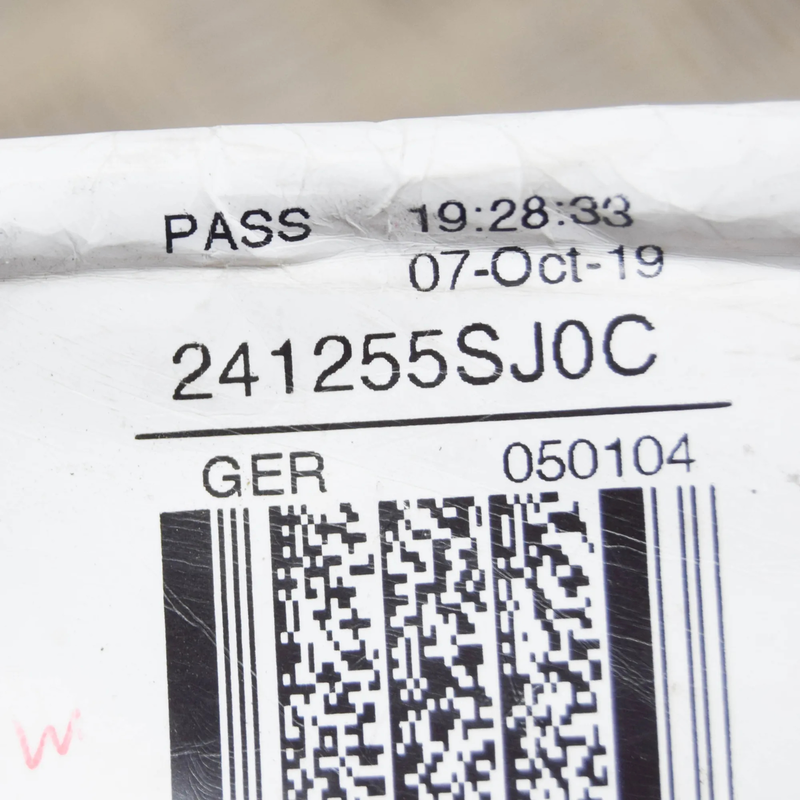 PASS 19:28:33
07-Oct-19
241255SJ0C
GER 050104
W